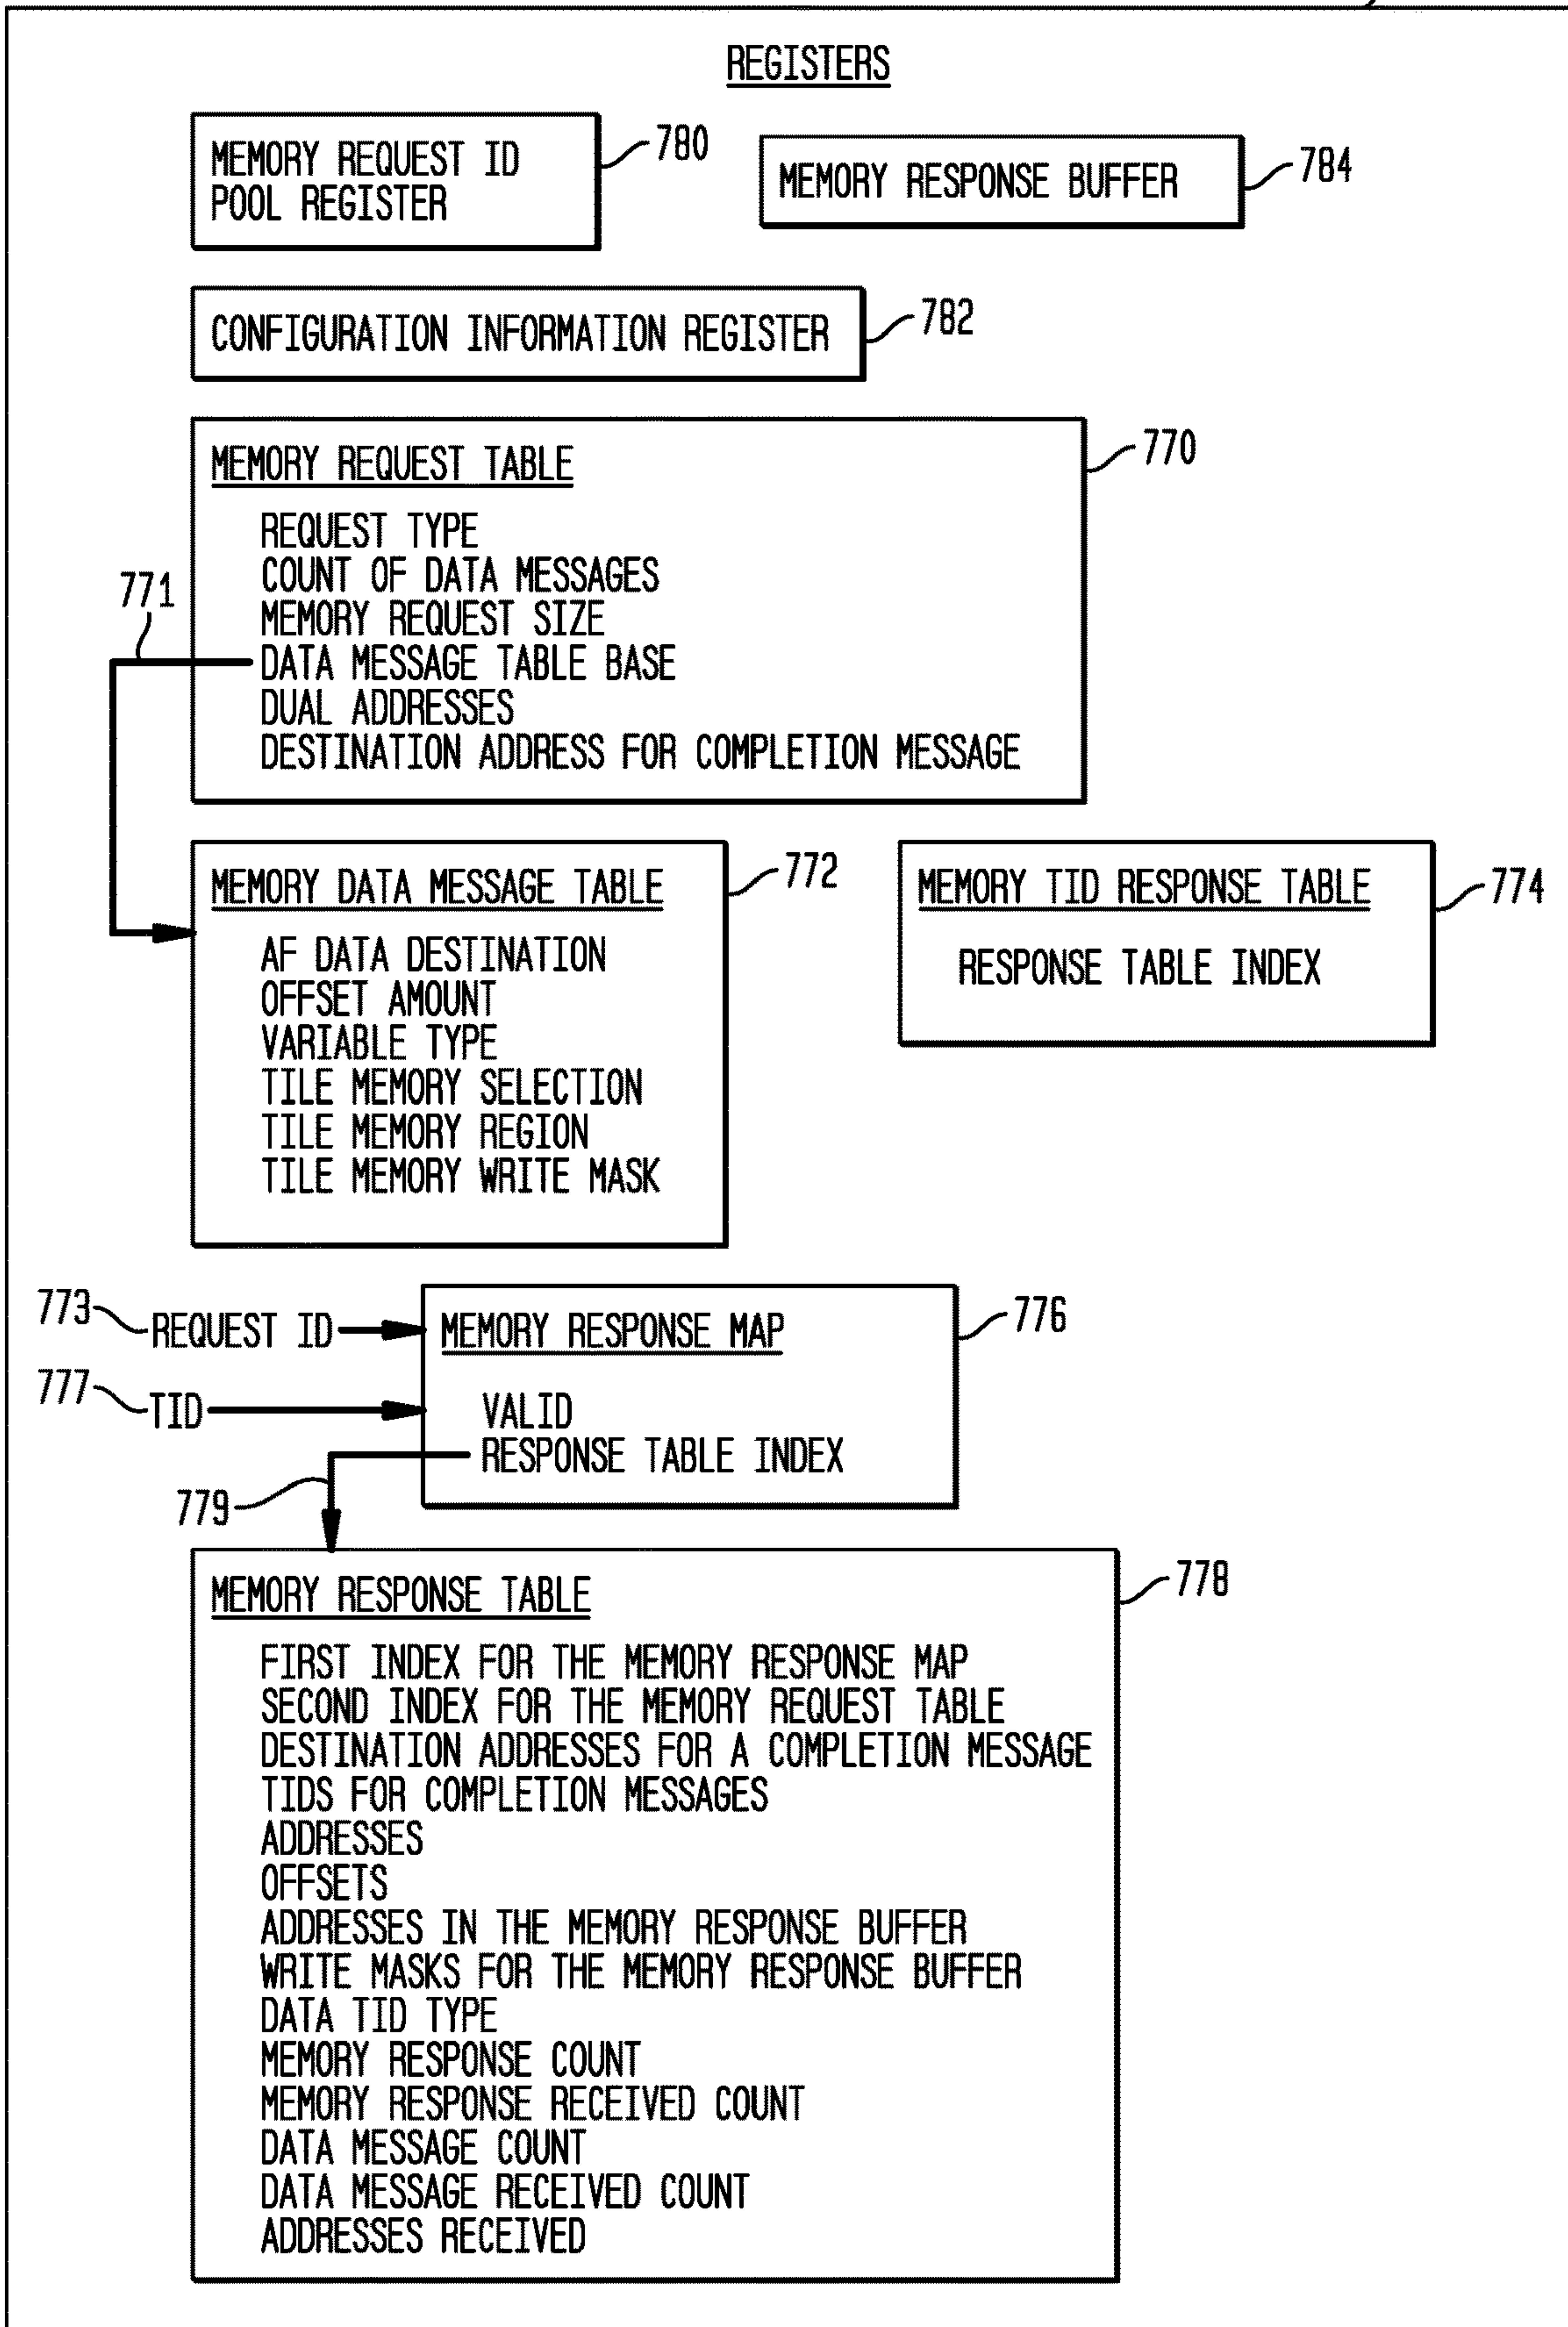 REGISTERS
MEMORY REQUEST ID
POOL REGISTER
780
MEMORY RESPONSE BUFFER
784
CONFIGURATION INFORMATION REGISTER
782
MEMORY REQUEST TABLE
770
REQUEST TYPE
COUNT OF DATA MESSAGES
MEMORY REQUEST SIZE
771
DATA MESSAGE TABLE BASE
DUAL ADDRESSES
DESTINATION ADDRESS FOR COMPLETION MESSAGE
MEMORY DATA MESSAGE TABLE
772
AF DATA DESTINATION
OFFSET AMOUNT
VARIABLE TYPE
TILE MEMORY SELECTION
TILE MEMORY REGION
TILE MEMORY WRITE MASK
MEMORY TID RESPONSE TABLE
774
RESPONSE TABLE INDEX
773
REQUEST ID
MEMORY RESPONSE MAP
776
777
TID
VALID
RESPONSE TABLE INDEX
779
MEMORY RESPONSE TABLE
778
FIRST INDEX FOR THE MEMORY RESPONSE MAP
SECOND INDEX FOR THE MEMORY REQUEST TABLE
DESTINATION ADDRESSES FOR A COMPLETION MESSAGE
TIDS FOR COMPLETION MESSAGES
ADDRESSES
OFFSETS
ADDRESSES IN THE MEMORY RESPONSE BUFFER
WRITE MASKS FOR THE MEMORY RESPONSE BUFFER
DATA TID TYPE
MEMORY RESPONSE COUNT
MEMORY RESPONSE RECEIVED COUNT
DATA MESSAGE COUNT
DATA MESSAGE RECEIVED COUNT
ADDRESSES RECEIVED